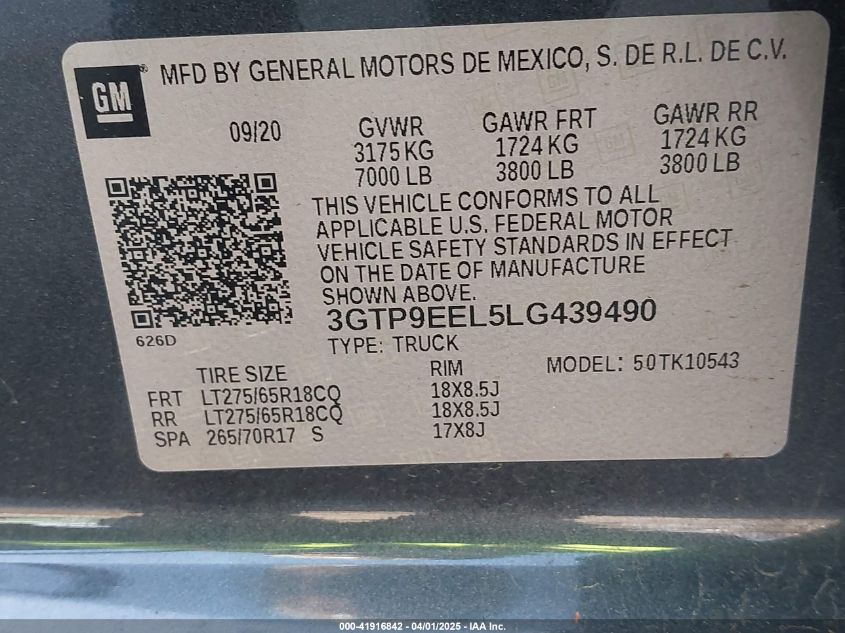 GM
MFD BY GENERAL MOTORS DE MEXICO, S. DE R.L. DE C.V.
09/20
GVWR GAWR FRT GAWR RR
3175 KG 1724 KG 1724 KG
7000 LB 3800 LB 3800 LB
THIS VEHICLE CONFORMS TO ALL
APPLICABLE U.S. FEDERAL MOTOR
VEHICLE SAFETY STANDARDS IN EFFECT
ON THE DATE OF MANUFACTURE
SHOWN ABOVE.
3GTP9EEL5LG439490
626D
TYPE: TRUCK
TIRE SIZE RIM MODEL: 50TK10543
FRT LT275/65R18CQ 18X8.5J
RR LT275/65R18CQ 18X8.5J
SPA 265/70R17 S 17X8J
000-41916842 - 04/01/2025 - IAA Inc.